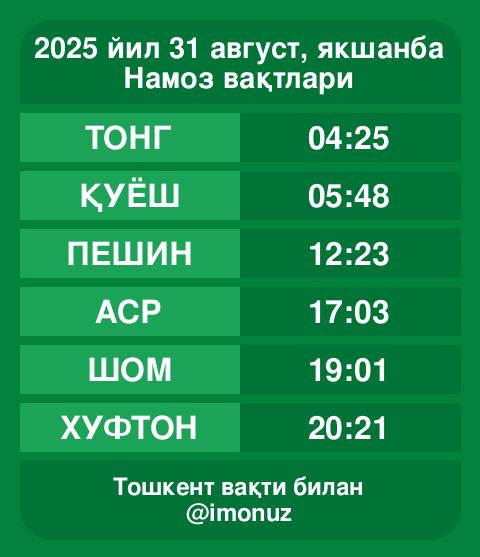 2025 йил 31 август, якшанба
Намоз вақтлари
ТОНГ 04:25
ҚУЁШ 05:48
ПЕШИН 12:23
АСР 17:03
ШОМ 19:01
ХУФТОН 20:21
Тошкент вақти билан
@imonuz